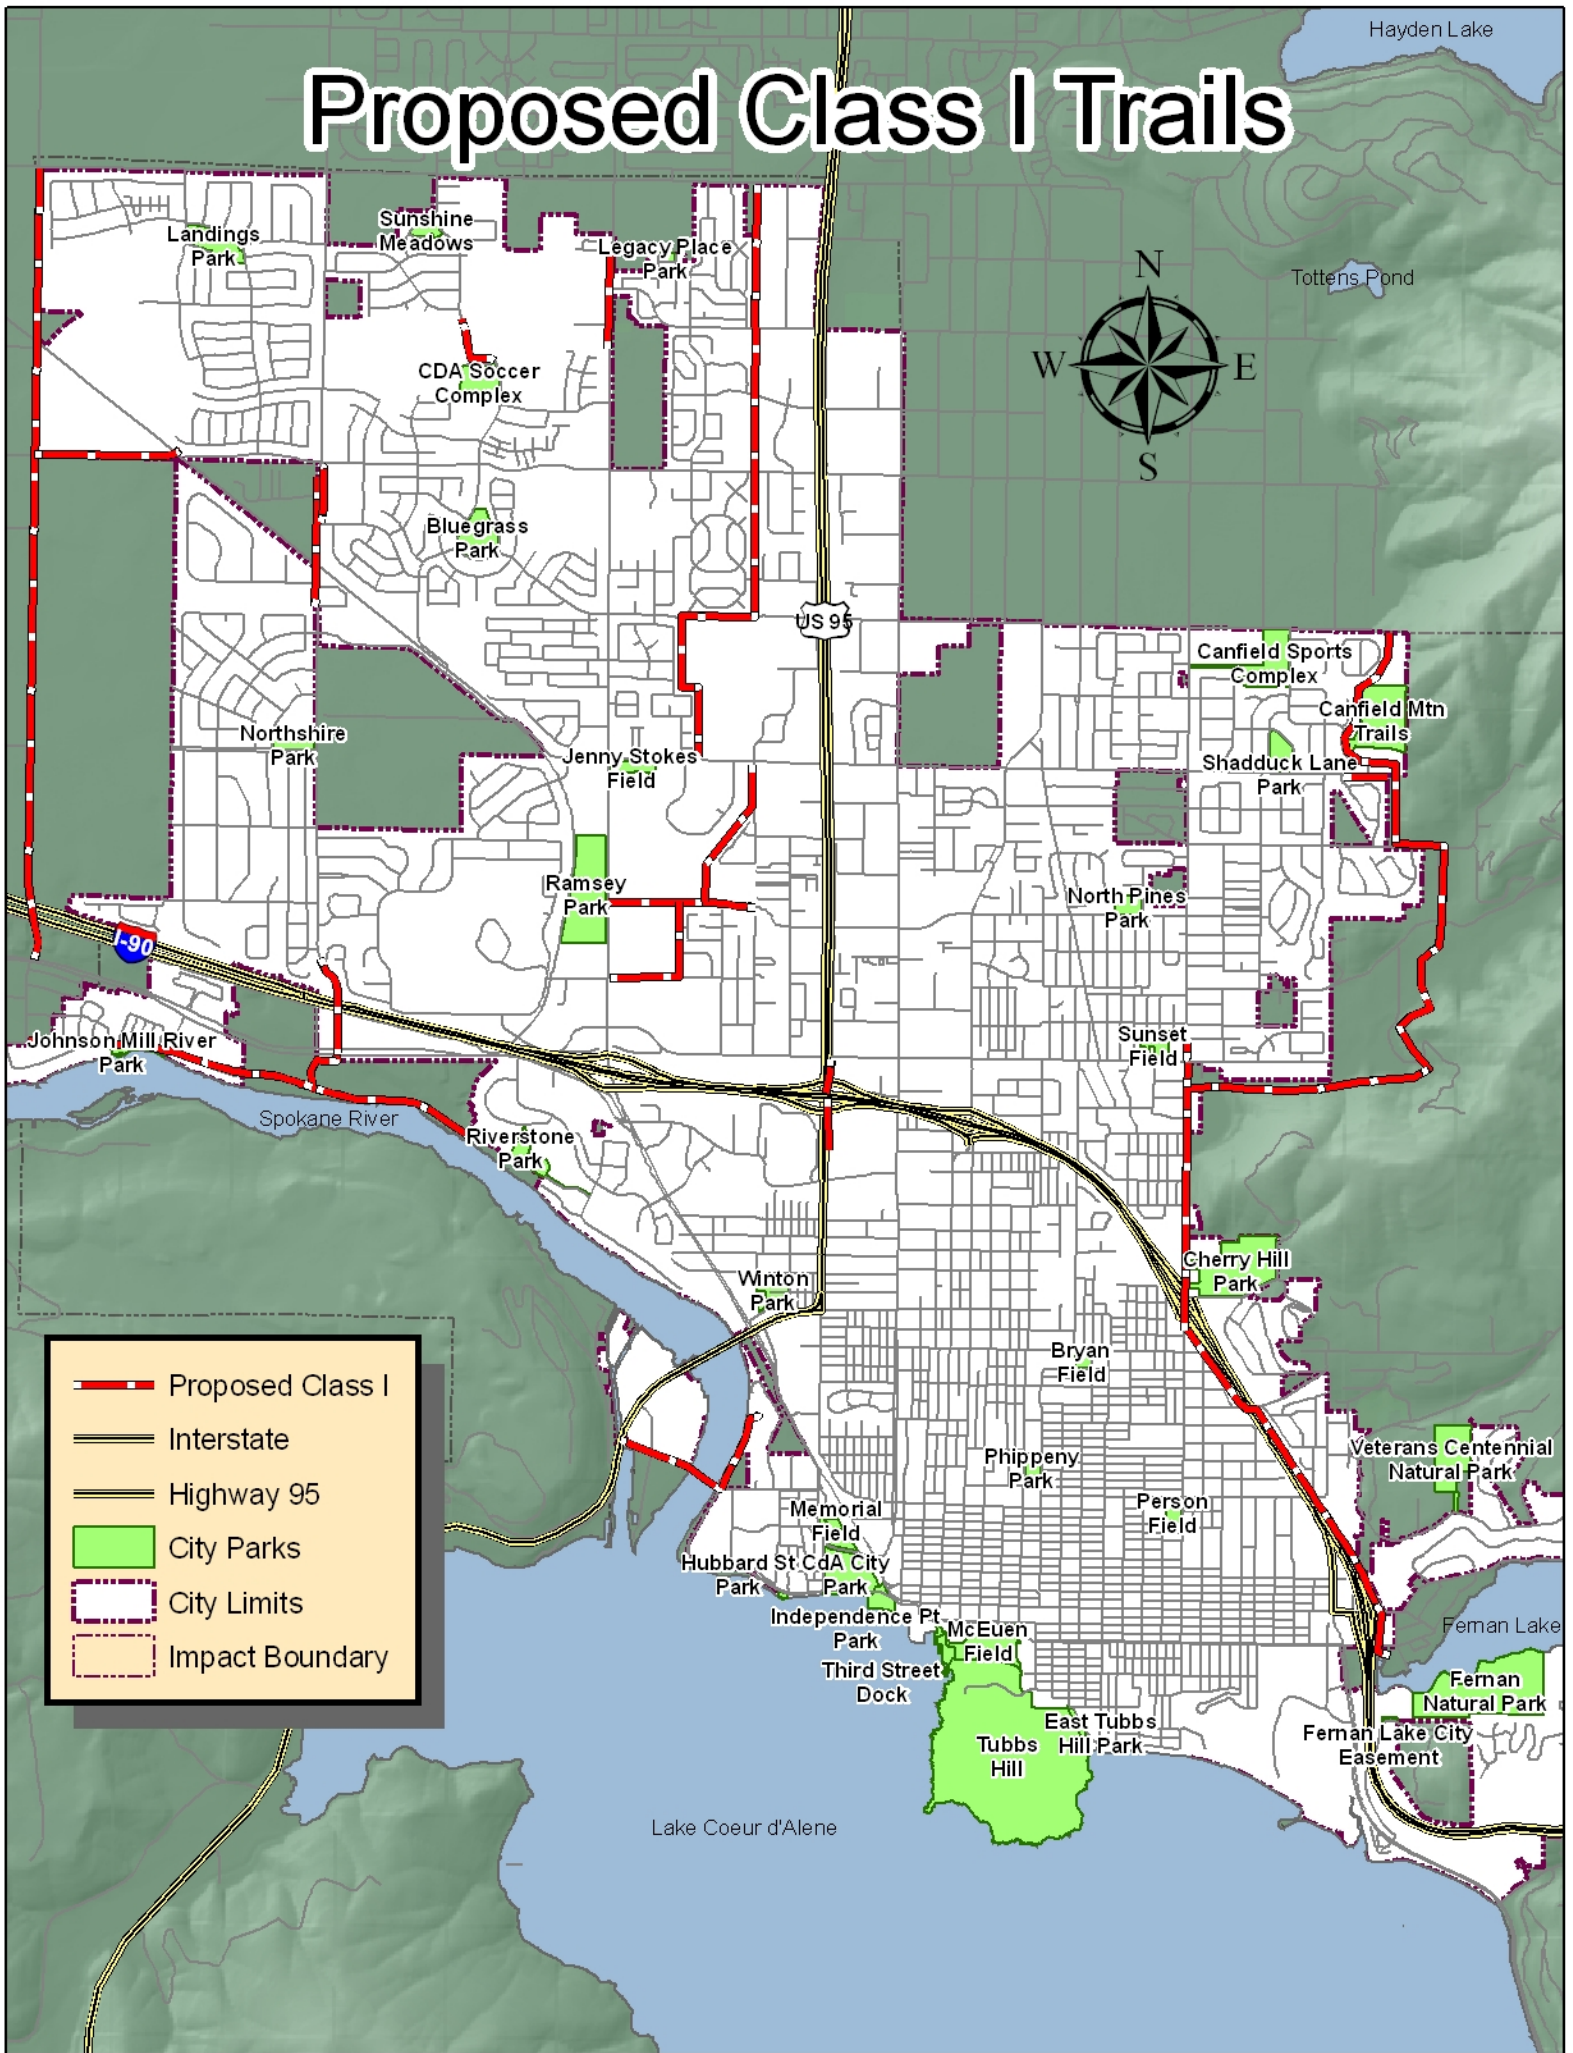 Hayden Lake
Proposed Class I Trails
Landings
Park
Sunshine
Meadows
Legacy Place
Park
N
W
E
S
Tottens Pond
CDA Soccer
Complex
Bluegrass
Park
US 95
Canfield Sports
Complex
Canfield Mtn
Trails
Northshire
Park
Jenny Stokes
Field
Shadduck Lane
Park
Ramsey
Park
North Pines
Park
I-90
Johnson Mill River
Park
Sunset
Field
Spokane River
Riverstone
Park
Cherry Hill
Park
Winton
Park
Bryan
Field
Proposed Class I
Interstate
Highway 95
City Parks
City Limits
Impact Boundary
Phippeny
Park
Veterans Centennial
Natural Park
Memorial
Field
Person
Field
Hubbard St
Park
CdA City
Park
Independence Pt
Park
McEuen
Field
Fernan Lake
Third Street
Dock
Fernan
Natural Park
East Tubbs
Hill Park
Tubbs
Hill
Fernan Lake City
Easement
Lake Coeur d'Alene